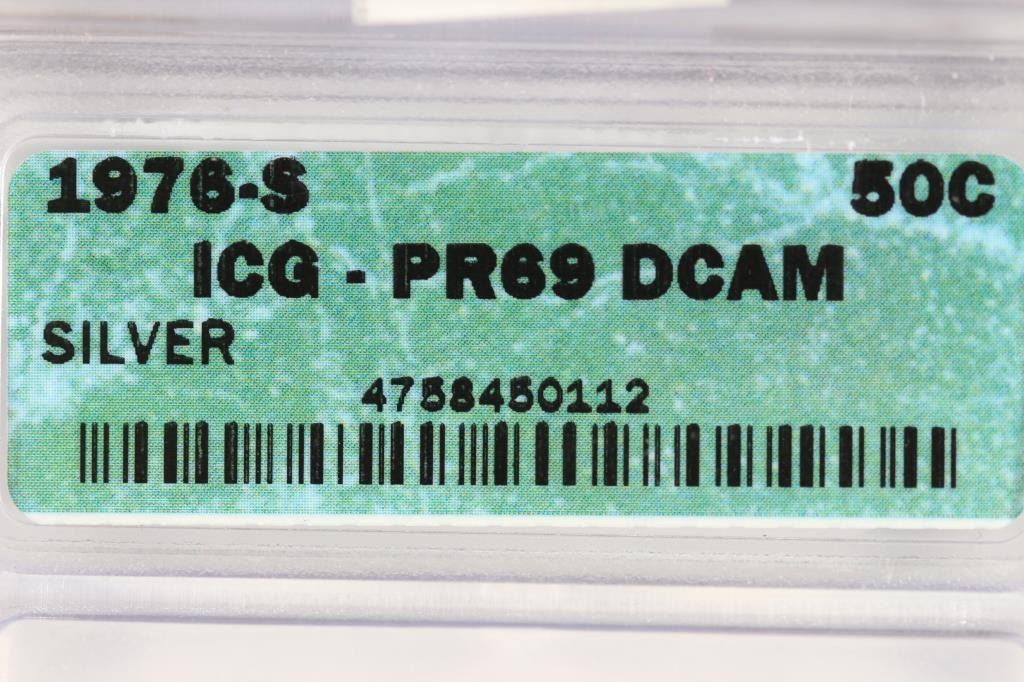 1976-S 50C
ICG - PR69 DCAM
SILVER
4758450112